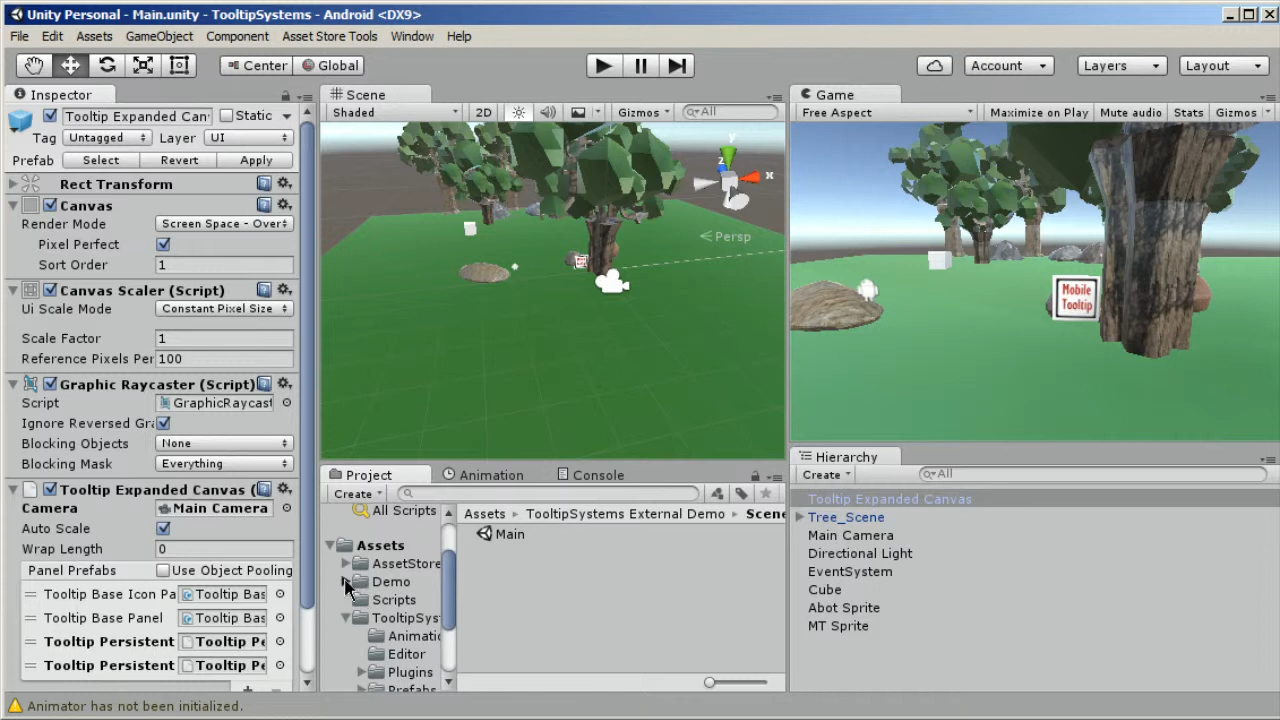 Unity Personal - Main.unity - TooltipSystems - Android <DX9>
File Edit Assets GameObject Component Asset Store Tools Window Help
Center Global Account Layers Layout
Inspector
Tooltip Expanded Can Static
Tag Untagged Layer UI
Prefab Select Revert Apply
Rect Transform
Canvas
Render Mode Screen Space - Over
Pixel Perfect
Sort Order 1
Canvas Scaler (Script)
Ui Scale Mode Constant Pixel Size
Scale Factor 1
Reference Pixels Per 100
Graphic Raycaster (Script)
Script GraphicRaycast
Ignore Reversed Gra
Blocking Objects None
Blocking Mask Everything
Tooltip Expanded Canvas (
Camera Main Camera
Auto Scale
Wrap Length 0
Panel Prefabs Use Object Pooling
Tooltip Base Icon Pa Tooltip Bas
Tooltip Base Panel Tooltip Bas
Tooltip Persistent Tooltip Pe
Tooltip Persistent Tooltip Pe
Scene
Shaded 2D Gizmos All
y
z
x
Persp
Game
Free Aspect Maximize on Play Mute audio Stats Gizmos
Mobile
Tooltip
Project Animation Console
Create
All Scripts
Assets
AssetStore
Demo
Scripts
TooltipSys
Animatio
Editor
Plugins
Prefabs
Assets TooltipSystems External Demo Scene
Main
Hierarchy
Create All
Tooltip Expanded Canvas
Tree_Scene
Main Camera
Directional Light
EventSystem
Cube
Abot Sprite
MT Sprite
Animator has not been initialized.